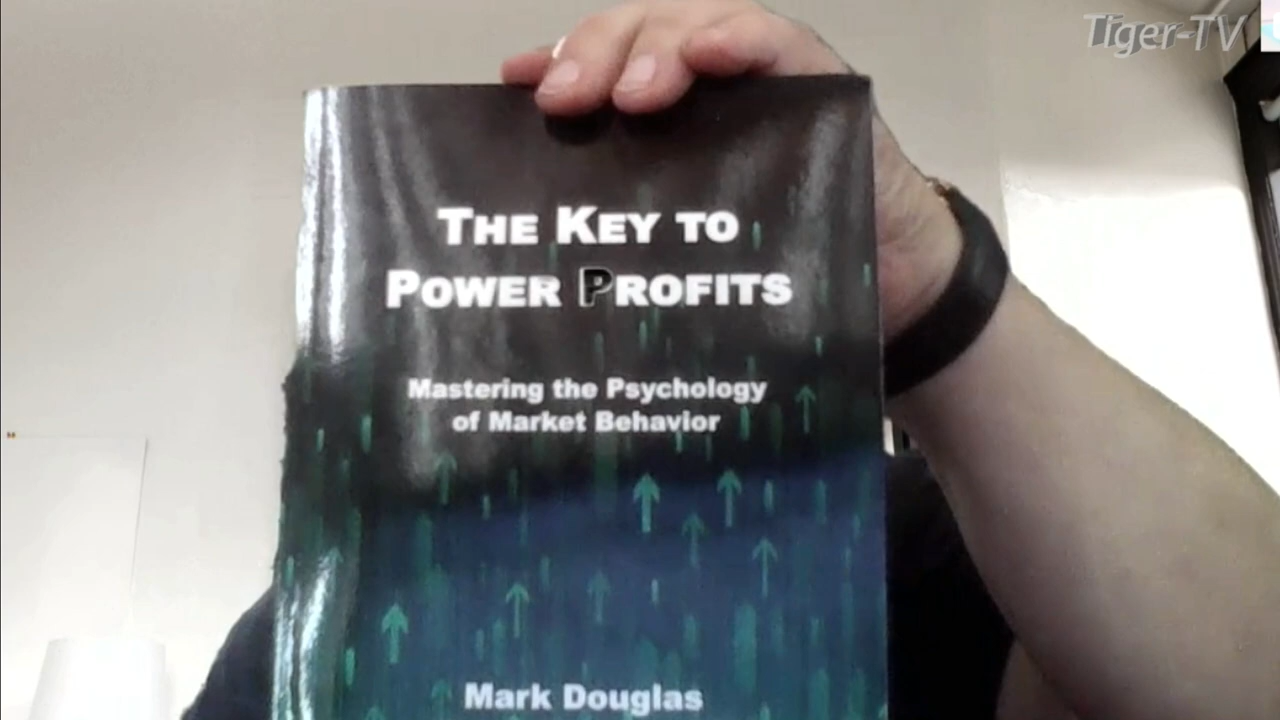 Tiger-TV
THE KEY TO
POWER PROFITS
Mastering the Psychology
of Market Behavior
Mark Douglas